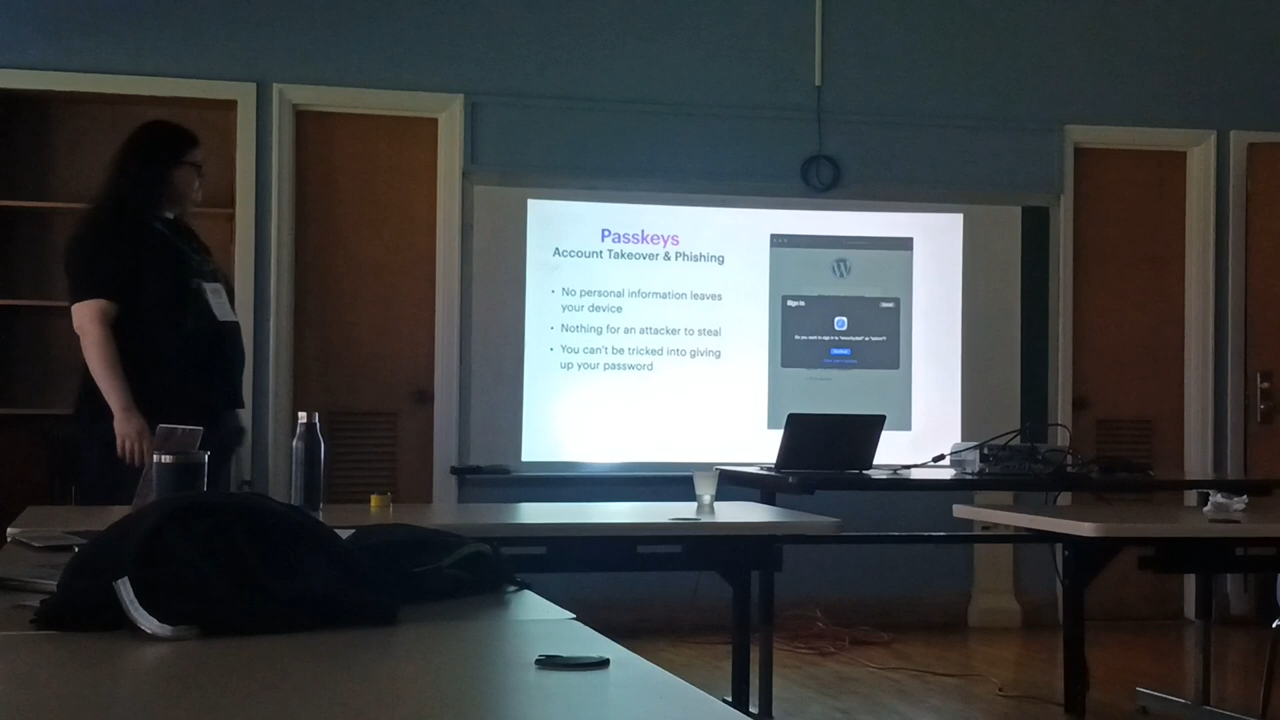 Passkeys
Account Takeover & Phishing
• No personal information leaves
your device
• Nothing for an attacker to steal
• You can't be tricked into giving
up your password
Sign In